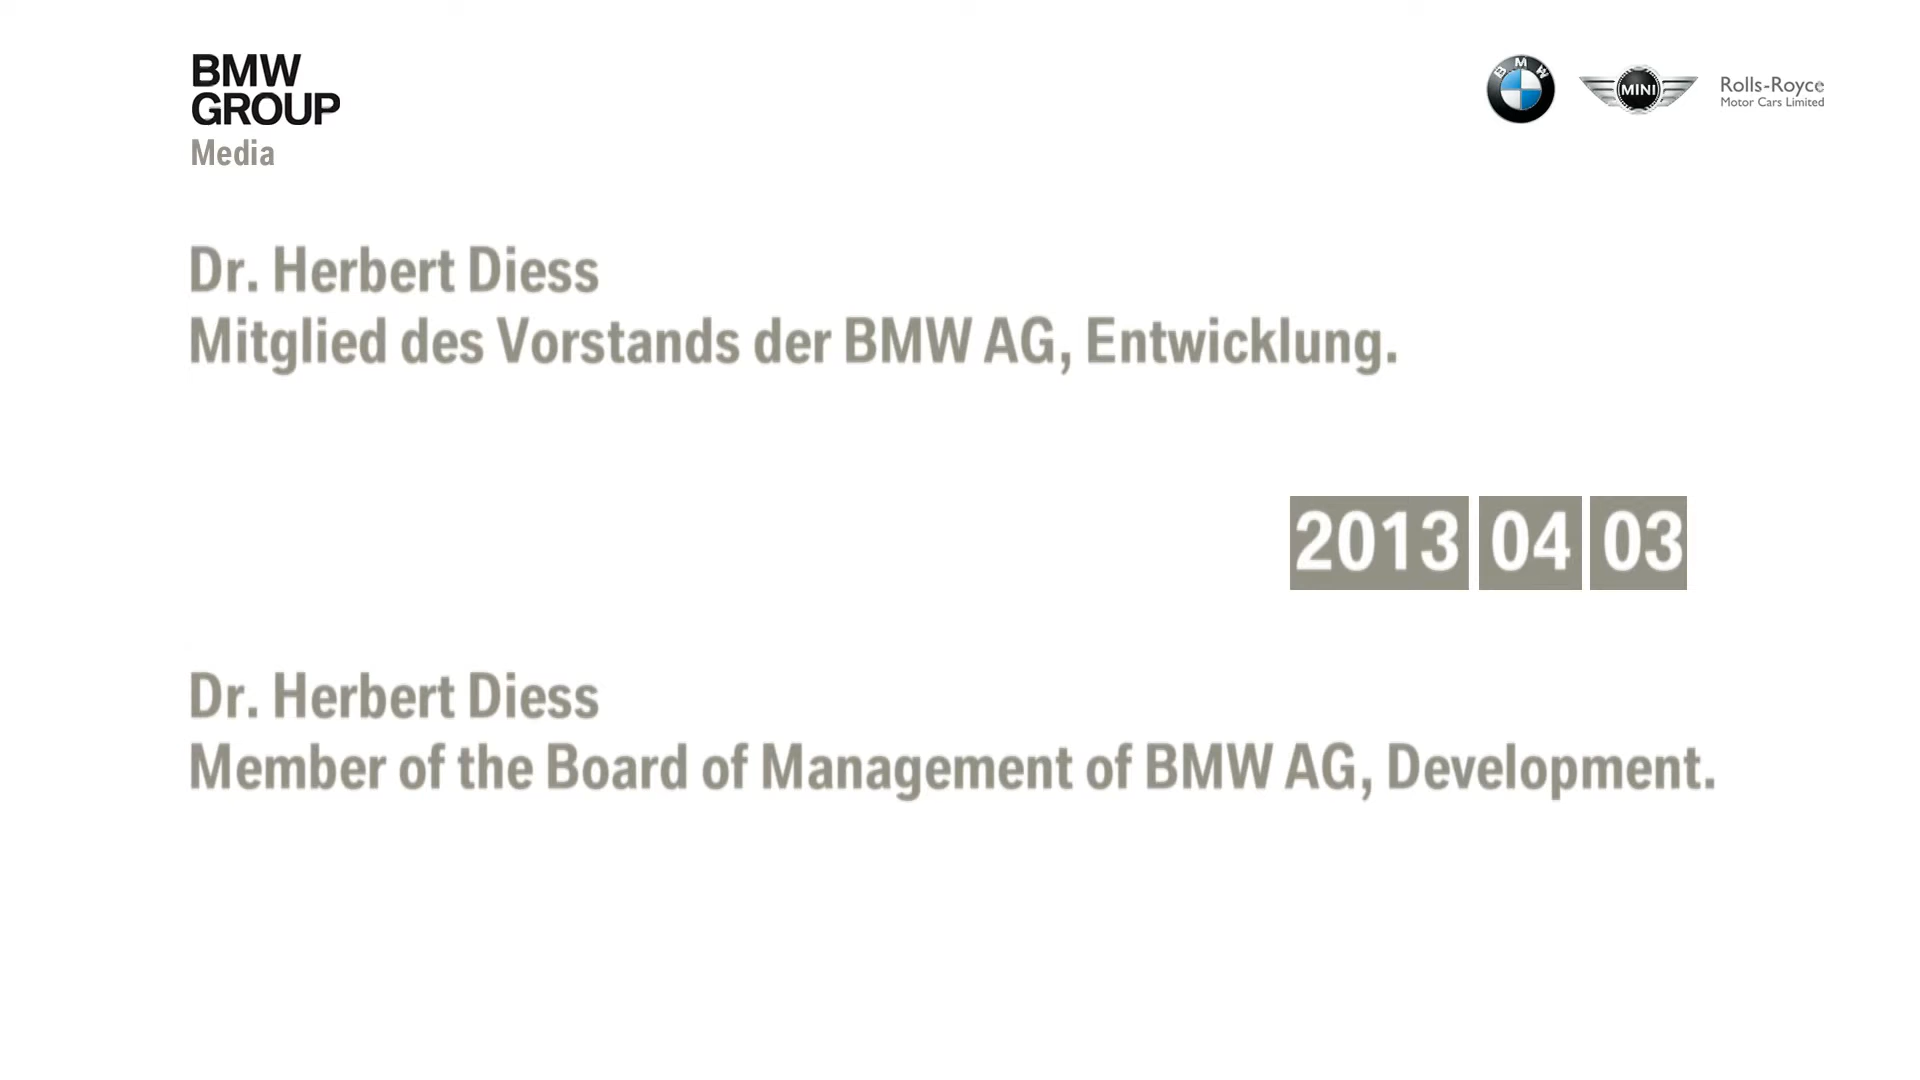 BMW
GROUP
Media
BMW
MINI
Rolls-Royce
Motor Cars Limited
Dr. Herbert Diess
Mitglied des Vorstands der BMW AG, Entwicklung.
2013 04 03
Dr. Herbert Diess
Member of the Board of Management of BMW AG, Development.